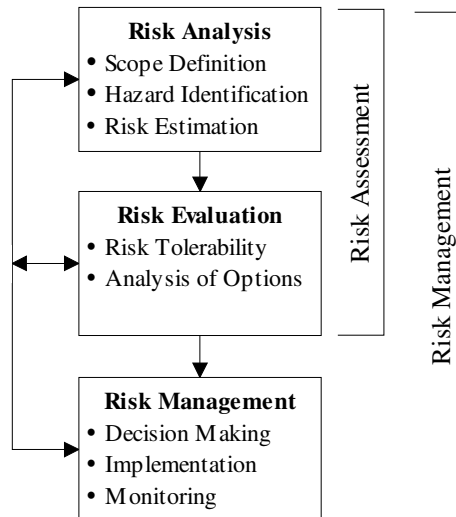 Risk Analysis
• Scope Definition
• Hazard Identification
• Risk Estimation
Risk Evaluation
• Risk Tolerability
• Analysis of Options
Risk Management
• Decision Making
• Implementation
• Monitoring
Risk Assessment
Risk Management